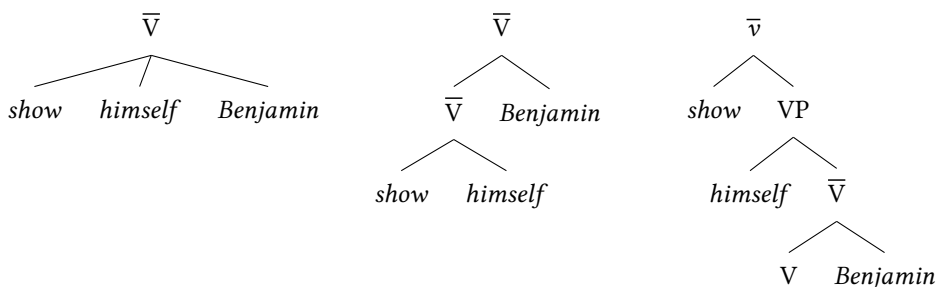 V̅ V̅ v̅
show himself Benjamin V̅ Benjamin show VP
show himself himself V̅
V Benjamin